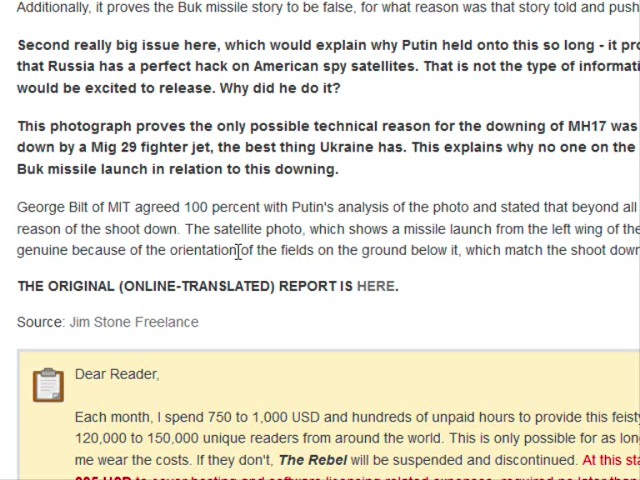 Additionally, it proves the Buk missile story to be false, for what reason was that story told and push
Second really big issue here, which would explain why Putin held onto this so long - it pro
that Russia has a perfect hack on American spy satellites. That is not the type of informati
would be excited to release. Why did he do it?
This photograph proves the only possible technical reason for the downing of MH17 was
down by a Mig 29 fighter jet, the best thing Ukraine has. This explains why no one on the
Buk missile launch in relation to this downing.
George Bilt of MIT agreed 100 percent with Putin's analysis of the photo and stated that beyond all
reason of the shoot down. The satellite photo, which shows a missile launch from the left wing of the
genuine because of the orientation of the fields on the ground below it, which match the shoot down
THE ORIGINAL (ONLINE-TRANSLATED) REPORT IS HERE.
Source: Jim Stone Freelance
Dear Reader,
Each month, I spend 750 to 1,000 USD and hundreds of unpaid hours to provide this feisty
120,000 to 150,000 unique readers from around the world. This is only possible for as long
me wear the costs. If they don't, The Rebel will be suspended and discontinued. At this sta